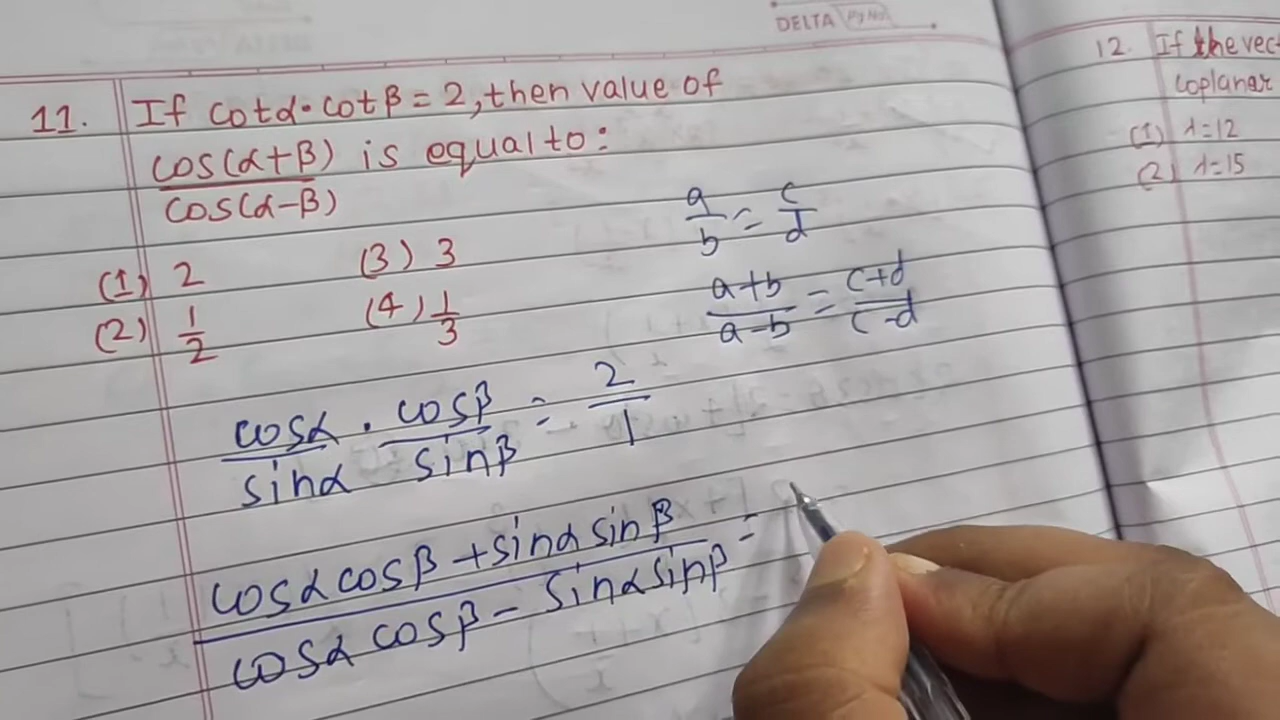 DELTA Pg No.
11. If cotα·cotβ = 2, then value of
cos(α+β) is equal to:
cos(α-β)
(1) 2 (3) 3
(2) 1/2 (4) 1/3
a/b = c/d
a+b/a-b = c+d/c-d
cosα/sinα · cosβ/sinβ = 2/1
cosα cosβ + sinα sinβ =
cosα cosβ - sinα sinβ
12. If the vec
coplanar
(1) λ=12
(2) λ=15